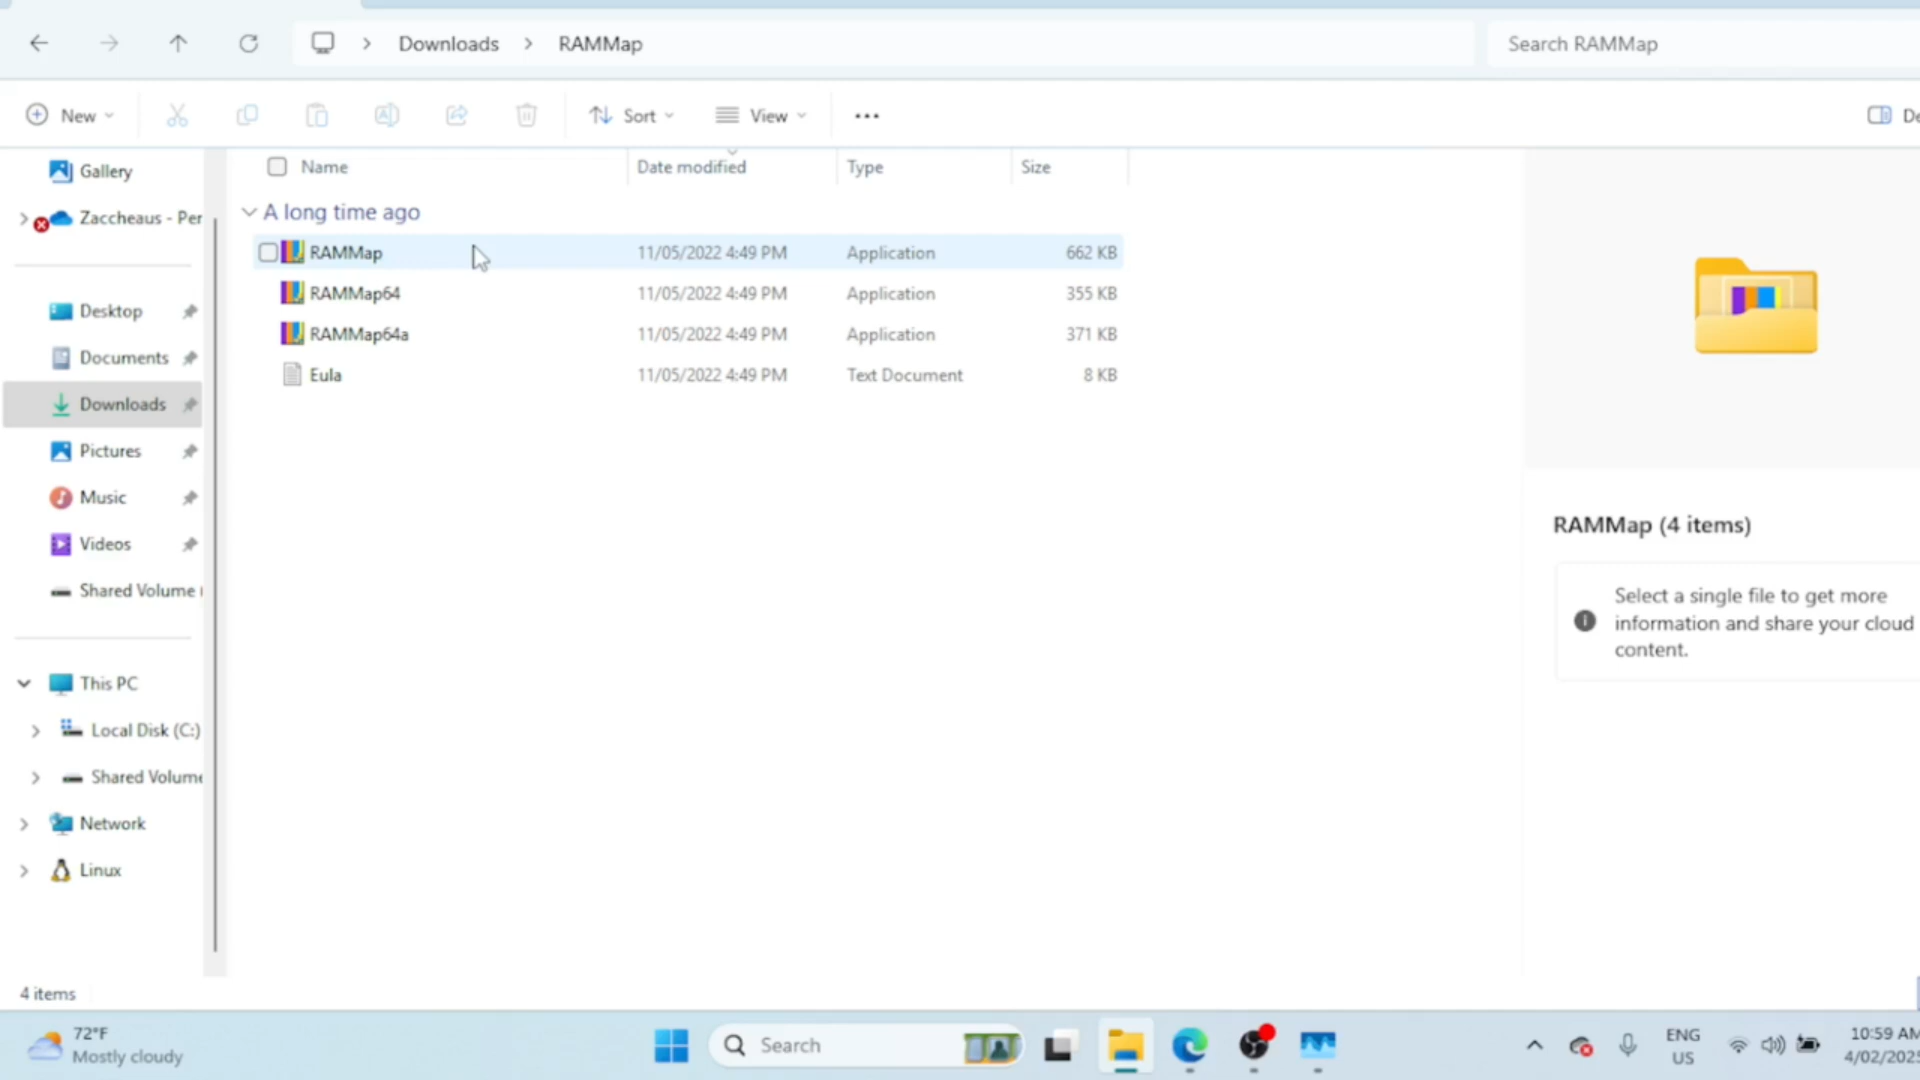 Downloads
RAMMap
Search RAMMap
New
Sort
View
Name
Date modified
Type
Size
Gallery
Zaccheaus - Per
A long time ago
RAMMap 11/05/2022 4:49 PM Application 662 KB
RAMMap64 11/05/2022 4:49 PM Application 355 KB
RAMMap64a 11/05/2022 4:49 PM Application 371 KB
Eula 11/05/2022 4:49 PM Text Document 8 KB
Desktop
Documents
Downloads
Pictures
Music
Videos
Shared Volume
This PC
Local Disk (C:)
Shared Volume
Network
Linux
RAMMap (4 items)
Select a single file to get more
information and share your cloud
content.
4 items
72°F
Mostly cloudy
Search
ENG
US
10:59 AM
4/02/2025